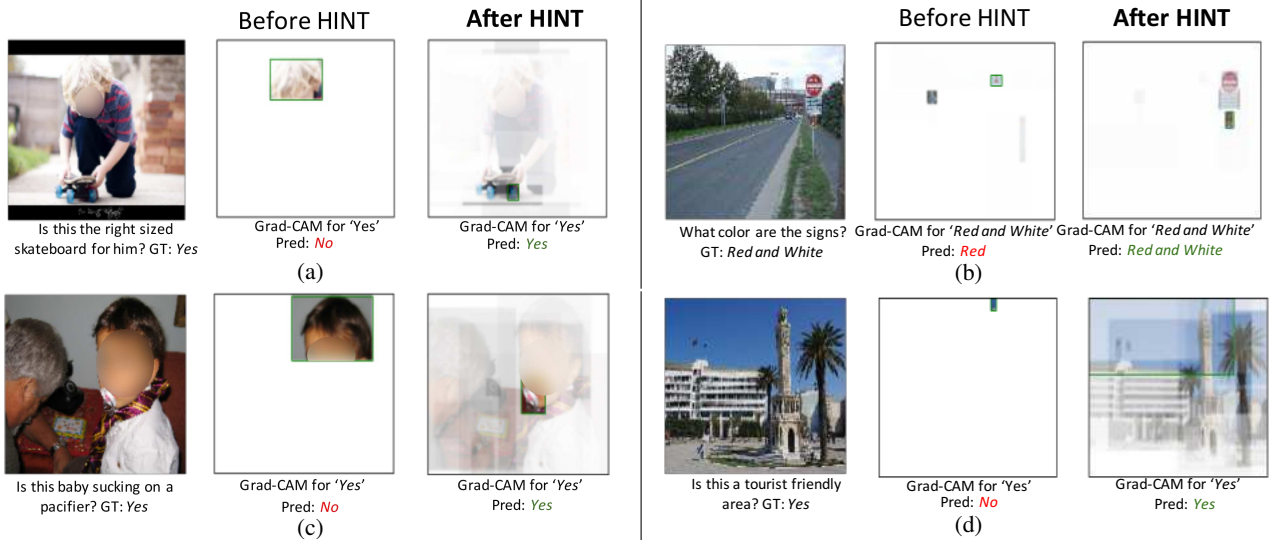 Before HINT
After HINT
Is this the right sized
skateboard for him? GT: Yes
Grad-CAM for ‘Yes’
Pred: No
Grad-CAM for ‘Yes’
Pred: Yes
(a)
Before HINT
After HINT
What color are the signs?
GT: Red and White
Grad-CAM for ‘Red and White’
Pred: Red
Grad-CAM for ‘Red and White’
Pred: Red and White
(b)
Is this baby sucking on a
pacifier? GT: Yes
Grad-CAM for ‘Yes’
Pred: No
Grad-CAM for ‘Yes’
Pred: Yes
(c)
Is this a tourist friendly
area? GT: Yes
Grad-CAM for ‘Yes’
Pred: No
Grad-CAM for ‘Yes’
Pred: Yes
(d)